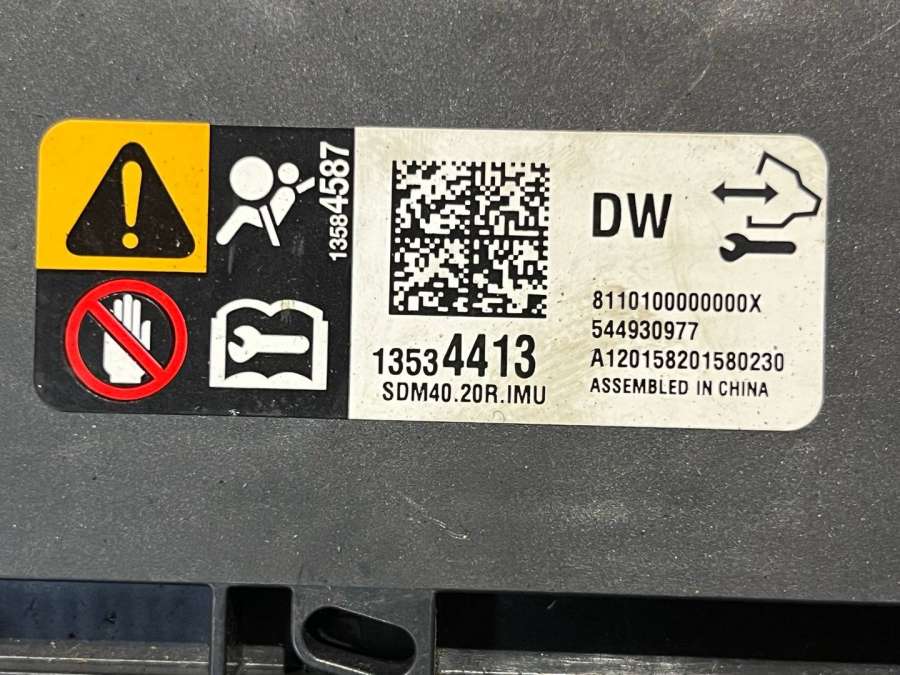 13584587
13534413
SDM40.20R.IMU
DW
8110100000000X
544930977
A120158201580230
ASSEMBLED IN CHINA